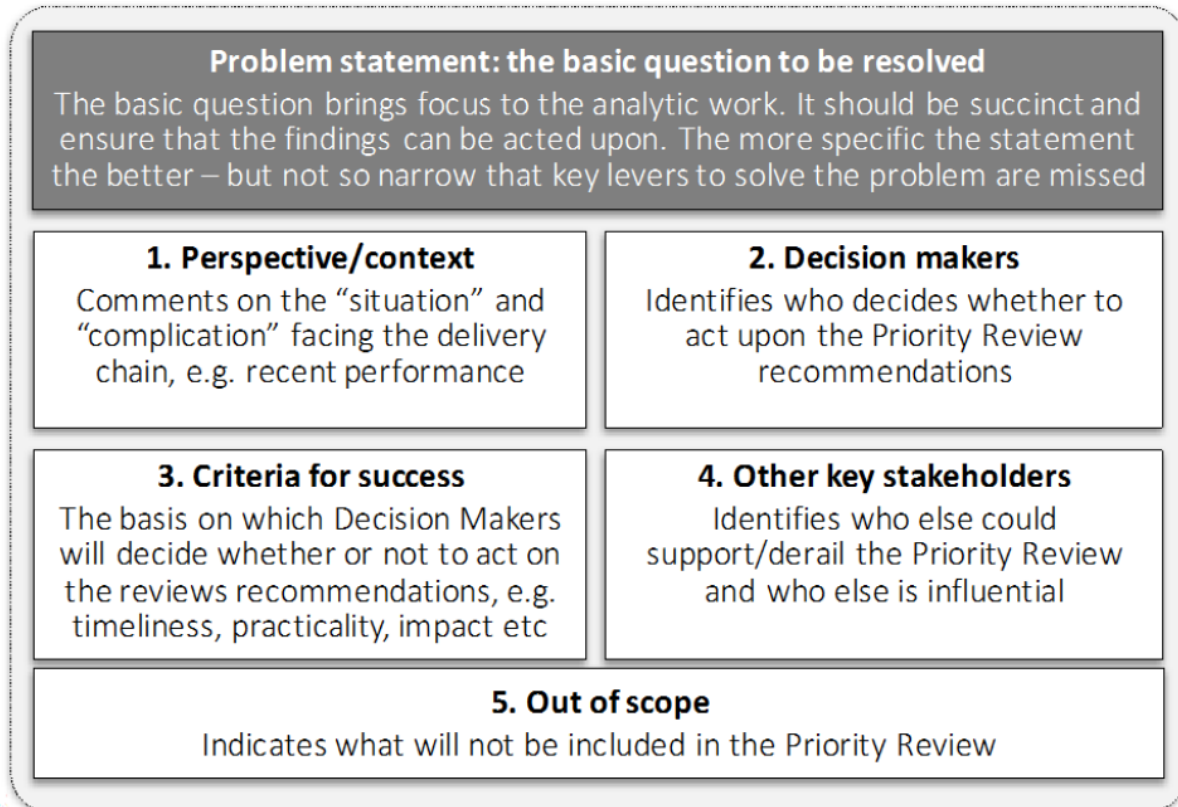 Problem statement: the basic question to be resolved
The basic question brings focus to the analytic work. It should be succinct and
ensure that the findings can be acted upon. The more specific the statement
the better – but not so narrow that key levers to solve the problem are missed
1. Perspective/context
Comments on the “situation” and
“complication” facing the delivery
chain, e.g. recent performance
2. Decision makers
Identifies who decides whether to
act upon the Priority Review
recommendations
3. Criteria for success
The basis on which Decision Makers
will decide whether or not to act on
the reviews recommendations, e.g.
timeliness, practicality, impact etc
4. Other key stakeholders
Identifies who else could
support/derail the Priority Review
and who else is influential
5. Out of scope
Indicates what will not be included in the Priority Review